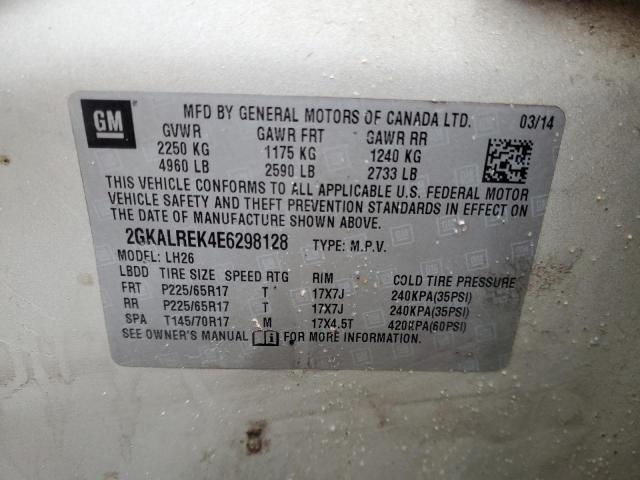 GM
MFD BY GENERAL MOTORS OF CANADA LTD. 03/14
GVWR GAWR FRT GAWR RR
2250 KG 1175 KG 1240 KG
4960 LB 2590 LB 2733 LB
THIS VEHICLE CONFORMS TO ALL APPLICABLE U.S. FEDERAL MOTOR
VEHICLE SAFETY AND THEFT PREVENTION STANDARDS IN EFFECT ON
THE DATE OF MANUFACTURE SHOWN ABOVE.
2GKALREK4E6298128 TYPE: M.P.V.
MODEL: LH26
LBDD TIRE SIZE SPEED RTG RIM COLD TIRE PRESSURE
FRT P225/65R17 T 17X7J 240KPA(35PSI)
RR P225/65R17 T 17X7J 240KPA(35PSI)
SPA T145/70R17 M 17X4.5T 420KPA(60PSI)
SEE OWNER'S MANUAL FOR MORE INFORMATION.